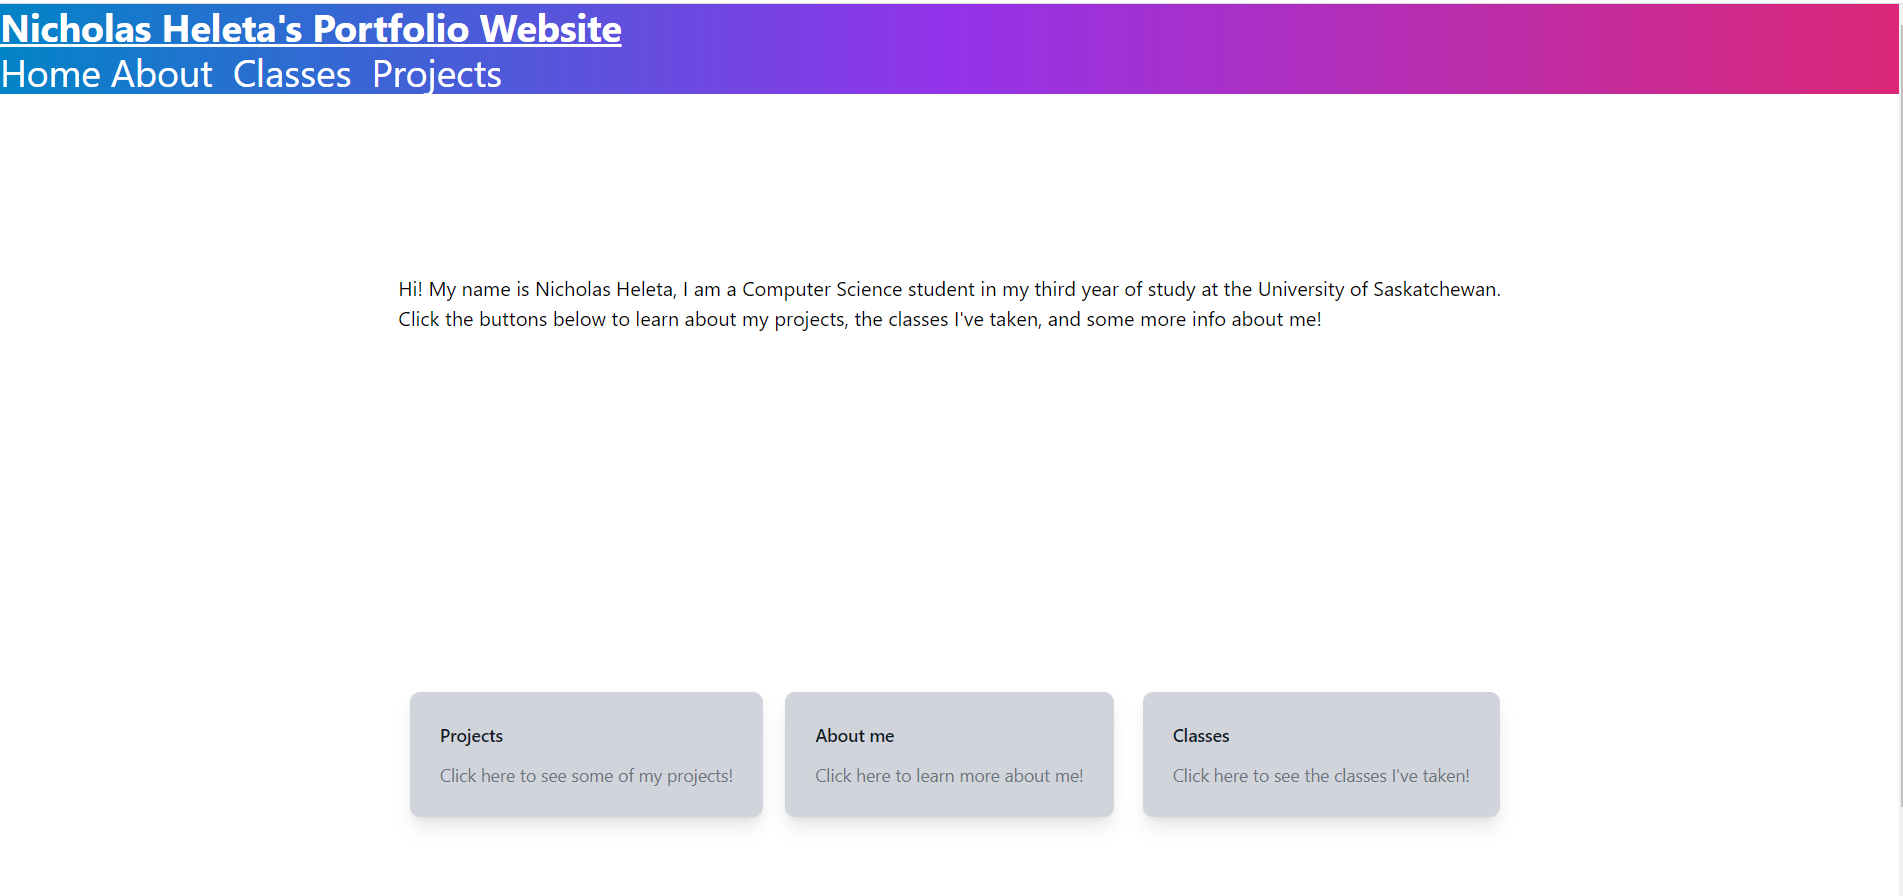 Nicholas Heleta's Portfolio Website
Home About Classes Projects
Hi! My name is Nicholas Heleta, I am a Computer Science student in my third year of study at the University of Saskatchewan.
Click the buttons below to learn about my projects, the classes I've taken, and some more info about me!
Projects
Click here to see some of my projects!
About me
Click here to learn more about me!
Classes
Click here to see the classes I've taken!